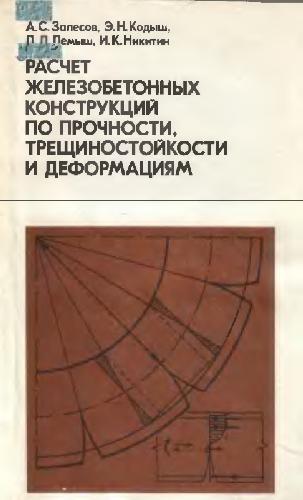 А.С. Залесов, Э.Н. Кодыш,
Л.Л. Лемыш, И.К. Никитин
РАСЧЕТ
ЖЕЛЕЗОБЕТОННЫХ
КОНСТРУКЦИЙ
ПО ПРОЧНОСТИ,
ТРЕЩИНОСТОЙКОСТИ
И ДЕФОРМАЦИЯМ